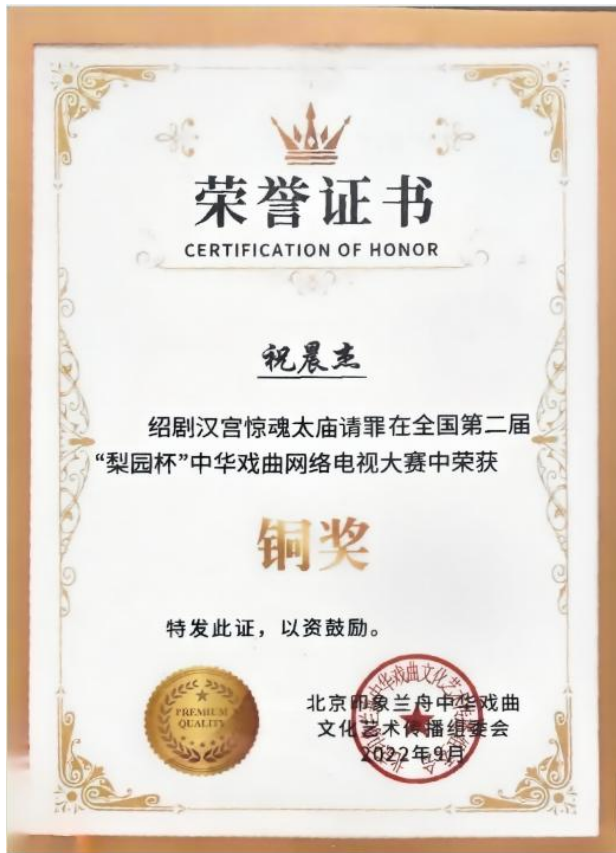 荣誉证书
CERTIFICATION OF HONOR
祝晨杰
绍剧汉宫惊魂太庙请罪在全国第二届
“梨园杯”中华戏曲网络电视大赛中荣获
铜奖
特发此证，以资鼓励。
PREMIUM
QUALITY
北京印象兰舟中华戏曲
文化艺术传播组委会
2022年9月